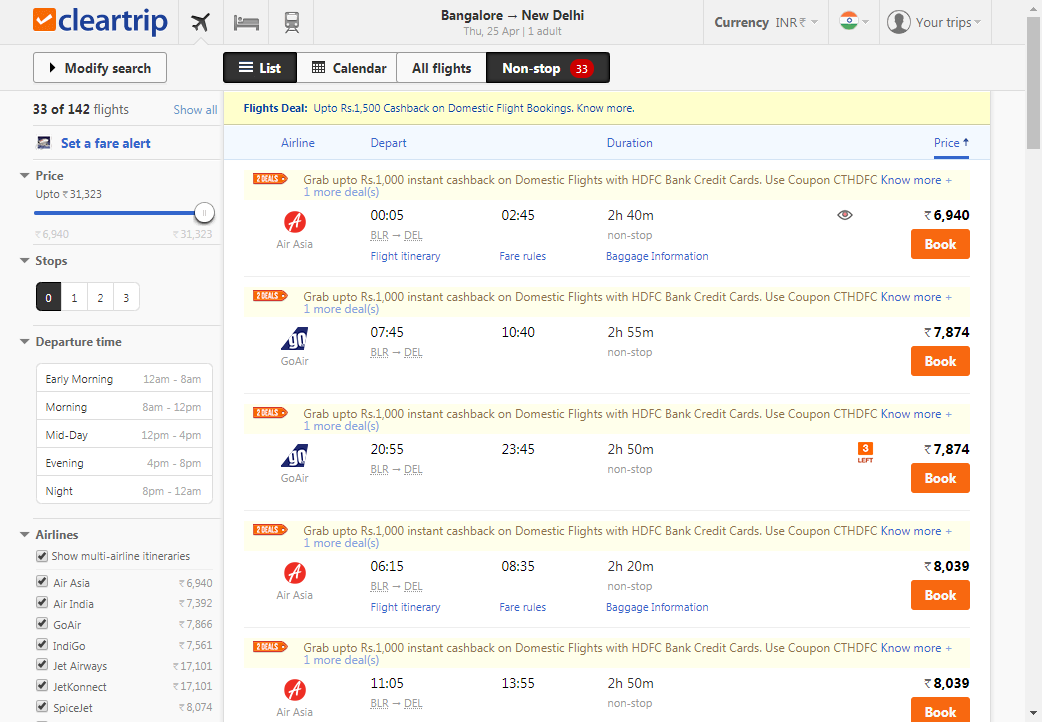 cleartrip
Bangalore → New Delhi
Thu, 25 Apr | 1 adult
Currency INR ₹
Your trips
Modify search
List
Calendar
All flights
Non-stop 33
33 of 142 flights
Show all
Set a fare alert
Price
Upto ₹ 31,323
₹ 6,940 ₹ 31,323
Stops
0 1 2 3
Departure time
Early Morning 12am - 8am
Morning 8am - 12pm
Mid-Day 12pm - 4pm
Evening 4pm - 8pm
Night 8pm - 12am
Airlines
Show multi-airline itineraries
Air Asia ₹ 6,940
Air India ₹ 7,392
GoAir ₹ 7,866
IndiGo ₹ 7,561
Jet Airways ₹ 17,101
JetKonnect ₹ 17,101
SpiceJet ₹ 8,074
Flights Deal: Upto Rs.1,500 Cashback on Domestic Flight Bookings. Know more.
Airline Depart Duration Price ↑
2 DEALS Grab upto Rs.1,000 instant cashback on Domestic Flights with HDFC Bank Credit Cards. Use Coupon CTHDFC Know more +
1 more deal(s)
00:05 02:45 2h 40m ₹ 6,940
Air Asia BLR → DEL non-stop Book
Flight itinerary Fare rules Baggage Information
2 DEALS Grab upto Rs.1,000 instant cashback on Domestic Flights with HDFC Bank Credit Cards. Use Coupon CTHDFC Know more +
1 more deal(s)
go 07:45 10:40 2h 55m ₹ 7,874
GoAir BLR → DEL non-stop Book
2 DEALS Grab upto Rs.1,000 instant cashback on Domestic Flights with HDFC Bank Credit Cards. Use Coupon CTHDFC Know more +
1 more deal(s)
go 20:55 23:45 2h 50m 3 LEFT ₹ 7,874
GoAir BLR → DEL non-stop Book
2 DEALS Grab upto Rs.1,000 instant cashback on Domestic Flights with HDFC Bank Credit Cards. Use Coupon CTHDFC Know more +
1 more deal(s)
06:15 08:35 2h 20m ₹ 8,039
Air Asia BLR → DEL non-stop Book
Flight itinerary Fare rules Baggage Information
2 DEALS Grab upto Rs.1,000 instant cashback on Domestic Flights with HDFC Bank Credit Cards. Use Coupon CTHDFC Know more +
1 more deal(s)
11:05 13:55 2h 50m ₹ 8,039
Air Asia BLR → DEL non-stop Book